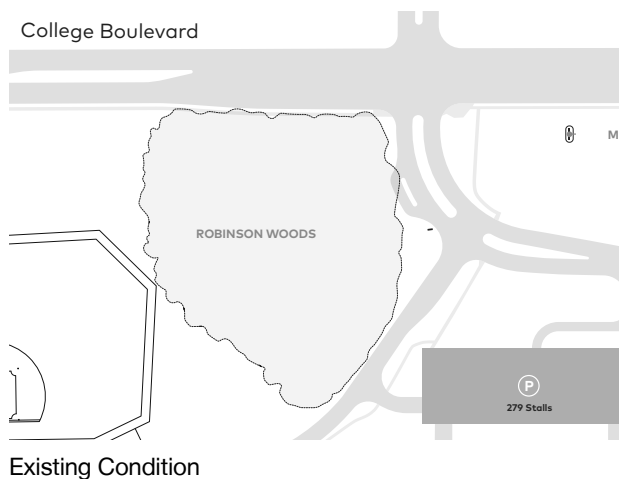 College Boulevard
M
ROBINSON WOODS
P
279 Stalls
Existing Condition